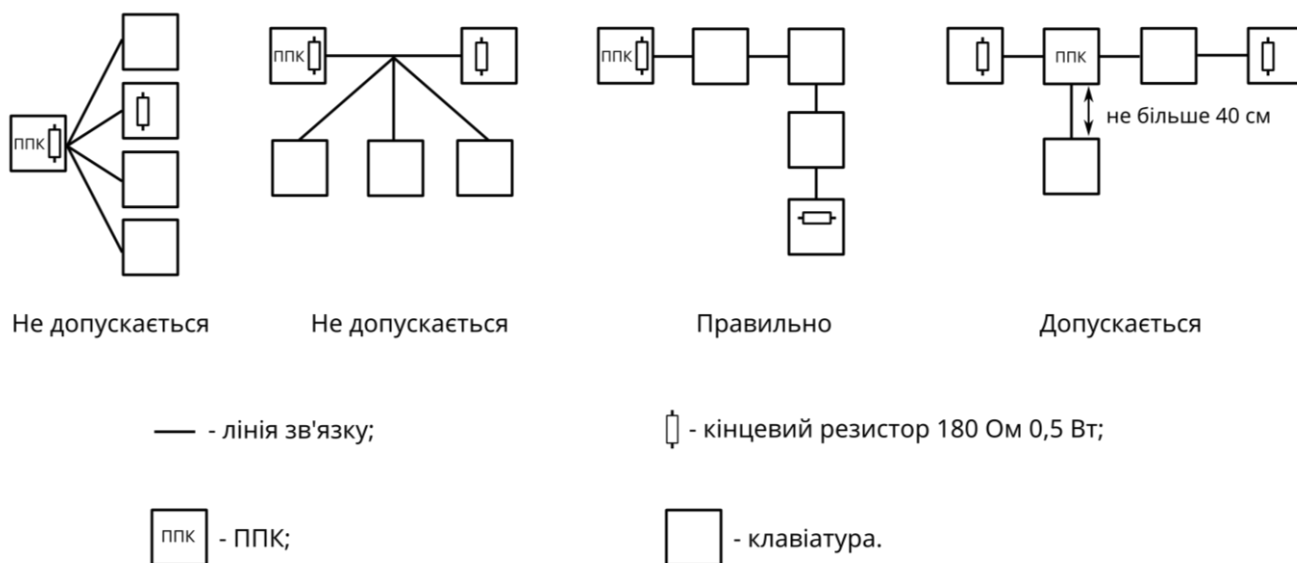 ППК
ППК
ППК
ППК
не більше 40 см
Не допускається
Не допускається
Правильно
Допускається
- лінія зв'язку;
- кінцевий резистор 180 Ом 0,5 Вт;
ППК
- ППК;
- клавіатура.